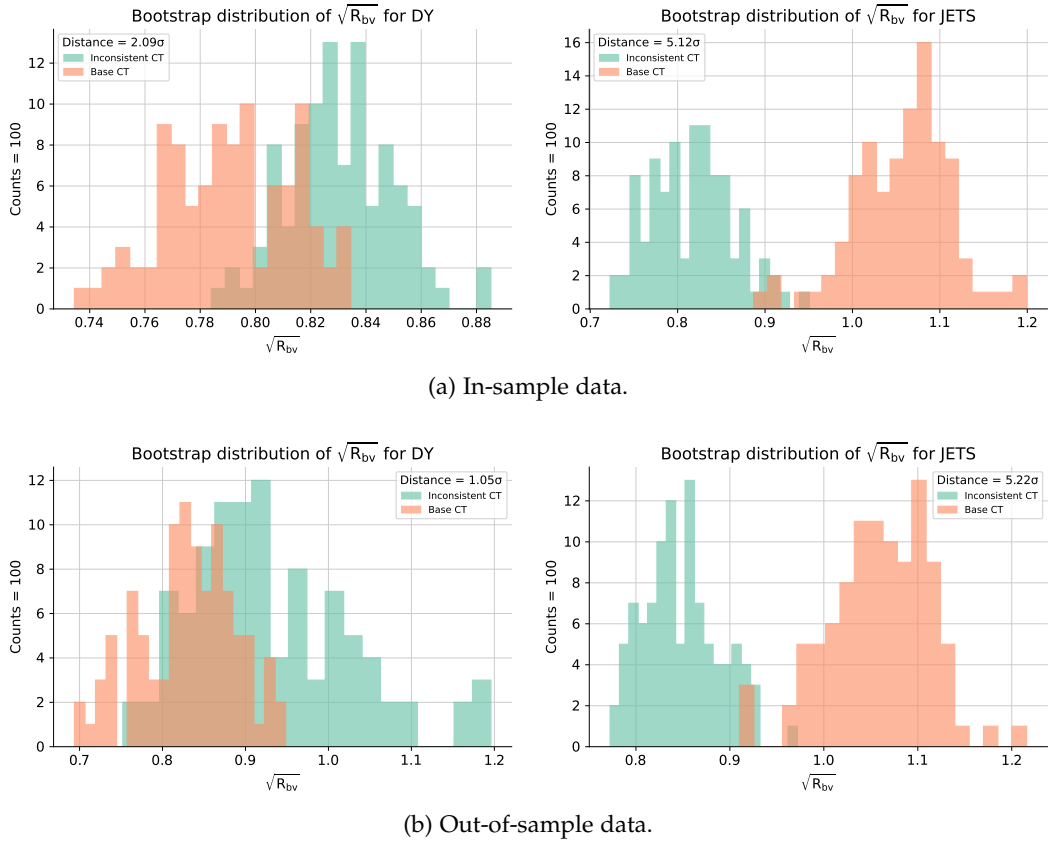 Bootstrap distribution of √R_bv for DY
Distance = 2.09σ
Inconsistent CT
Base CT
Counts = 100
12
10
8
6
4
2
0
0.74 0.76 0.78 0.80 0.82 0.84 0.86 0.88
√R_bv
Bootstrap distribution of √R_bv for JETS
Distance = 5.12σ
Inconsistent CT
Base CT
Counts = 100
16
14
12
10
8
6
4
2
0
0.7 0.8 0.9 1.0 1.1 1.2
√R_bv
(a) In-sample data.
Bootstrap distribution of √R_bv for DY
Distance = 1.05σ
Inconsistent CT
Base CT
Counts = 100
12
10
8
6
4
2
0
0.7 0.8 0.9 1.0 1.1 1.2
√R_bv
Bootstrap distribution of √R_bv for JETS
Distance = 5.22σ
Inconsistent CT
Base CT
Counts = 100
12
10
8
6
4
2
0
0.8 0.9 1.0 1.1 1.2
√R_bv
(b) Out-of-sample data.